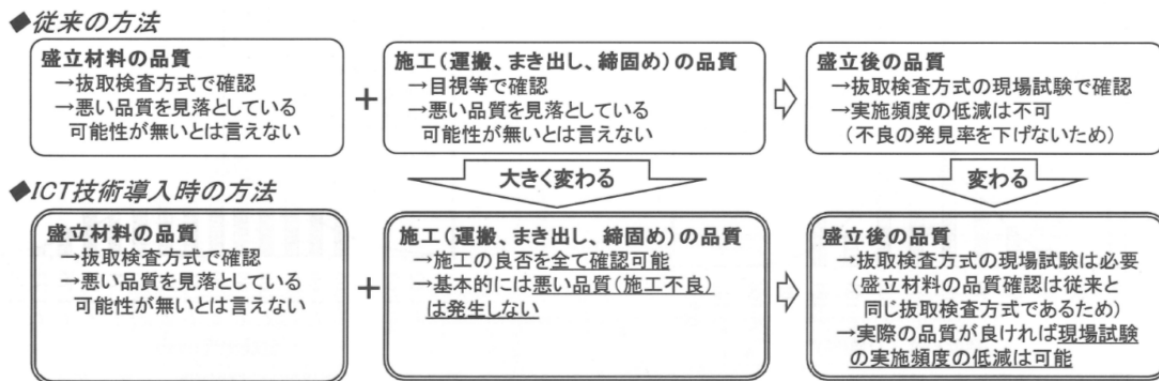 ◆従来の方法
盛立材料の品質
→抜取検査方式で確認
→悪い品質を見落としている
可能性が無いとは言えない
＋
施工(運搬、まき出し、締固め)の品質
→目視等で確認
→悪い品質を見落としている
可能性が無いとは言えない
盛立後の品質
→抜取検査方式の現場試験で確認
→実施頻度の低減は不可
(不良の発見率を下げないため)
大きく変わる
変わる
◆ICT技術導入時の方法
盛立材料の品質
→抜取検査方式で確認
→悪い品質を見落としている
可能性が無いとは言えない
＋
施工(運搬、まき出し、締固め)の品質
→施工の良否を全て確認可能
→基本的には悪い品質(施工不良)
は発生しない
盛立後の品質
→抜取検査方式の現場試験は必要
(盛立材料の品質確認は従来と
同じ抜取検査方式であるため)
→実際の品質が良ければ現場試験
の実施頻度の低減は可能